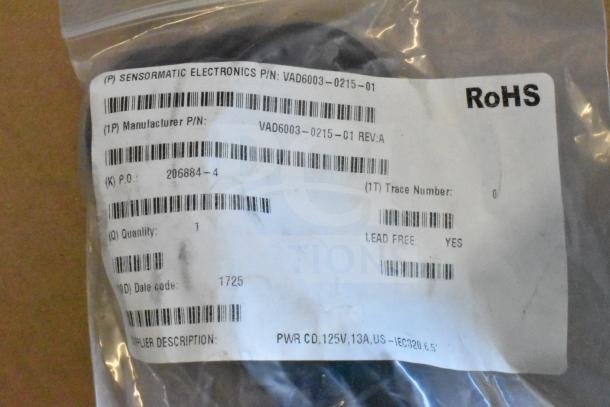 (P) SENSORMATIC ELECTRONICS P/N: VAD6003-0215-01
RoHS
(1P) Manufacturer P/N: VAD6003-0215-01 REV:A
(K) P.O.: 206884-4
(1T) Trace Number: 0
(Q) Quantity: 1
LEAD FREE: YES
Date code: 1725
DESCRIPTION: PWR CD,125V,13A,US-IEC320,6.5'